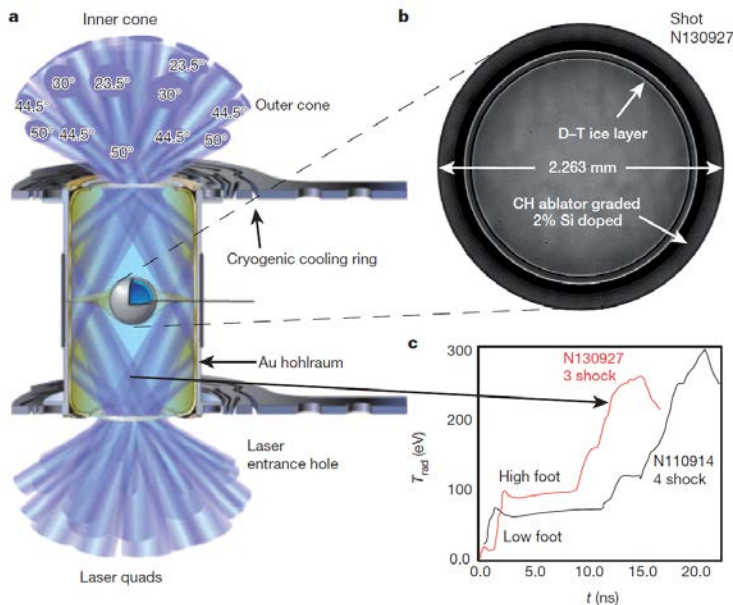 a
Inner cone
23.5°
30°
23.5°
30°
44.5°
44.5°
Outer cone
50°
44.5°
44.5°
50°
50°
Cryogenic cooling ring
Au hohlraum
Laser
entrance hole
Laser quads
b
Shot
N130927
D–T ice layer
2.263 mm
CH ablator graded
2% Si doped
c
300
200
100
0.0
T rad (eV)
N130927
3 shock
High foot
Low foot
N110914
4 shock
0.0
5.0
10.0
15.0
20.0
t (ns)